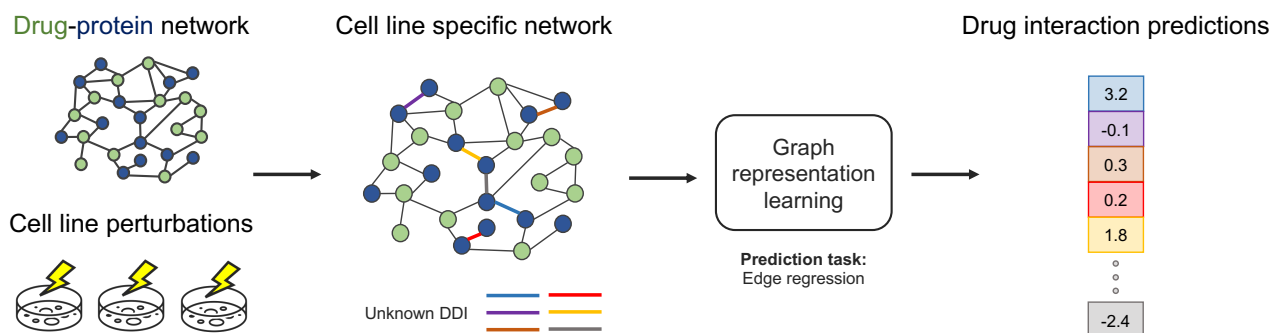 Drug-protein network
Cell line perturbations
Cell line specific network
Unknown DDI
Graph
representation
learning
Prediction task:
Edge regression
Drug interaction predictions
3.2
-0.1
0.3
0.2
1.8
-2.4